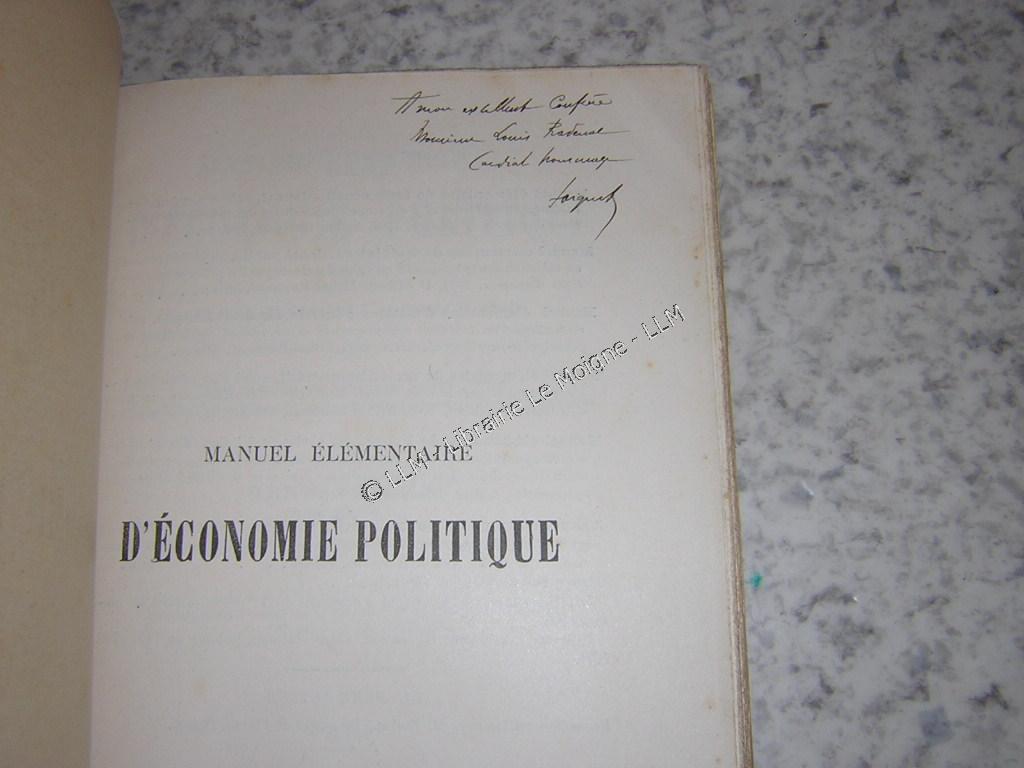 A mon excellent Confrère
Monsieur Louis
Cordial hommage
MANUEL ÉLÉMENTAIRE
D'ÉCONOMIE POLITIQUE
© LLM - Librairie Le Moigne - LLM